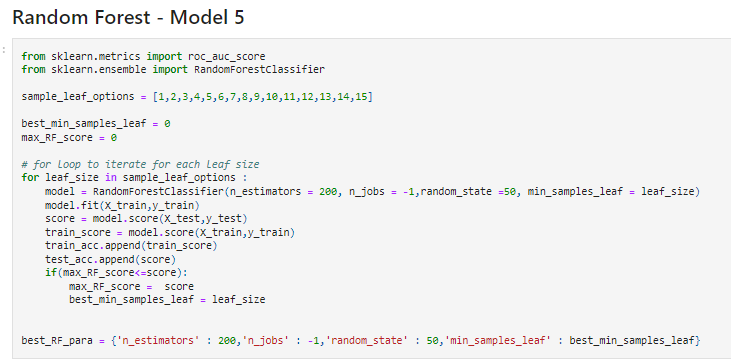 Random Forest - Model 5
:
from sklearn.metrics import roc_auc_score
from sklearn.ensemble import RandomForestClassifier
sample_leaf_options = [1,2,3,4,5,6,7,8,9,10,11,12,13,14,15]
best_min_samples_leaf = 0
max_RF_score = 0
# for loop to iterate for each leaf size
for leaf_size in sample_leaf_options :
    model = RandomForestClassifier(n_estimators = 200, n_jobs = -1,random_state =50, min_samples_leaf = leaf_size)
    model.fit(X_train,y_train)
    score = model.score(X_test,y_test)
    train_score = model.score(X_train,y_train)
    train_acc.append(train_score)
    test_acc.append(score)
    if(max_RF_score<=score):
        max_RF_score =  score
        best_min_samples_leaf = leaf_size
best_RF_para = {'n_estimators' : 200,'n_jobs' : -1,'random_state' : 50,'min_samples_leaf' : best_min_samples_leaf}